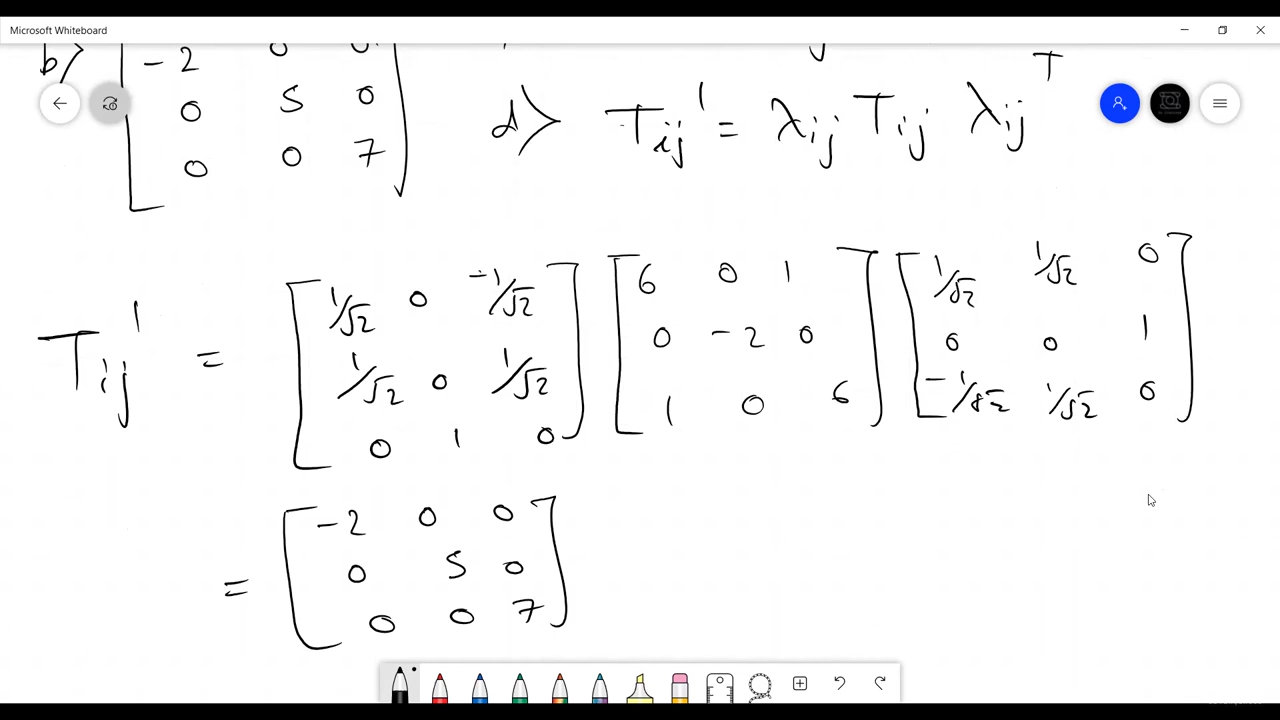 Microsoft Whiteboard
b) [ -2 0 0
0 5 0
0 0 7 ]
d) Tij' = λij Tij λij^T
Tij' = [ 1/√2 0 -1/√2 ; 1/√2 0 1/√2 ; 0 1 0 ] [ 6 0 1 ; 0 -2 0 ; 1 0 6 ] [ 1/√2 1/√2 0 ; 0 0 1 ; -1/√2 1/√2 0 ]
= [ -2 0 0
0 5 0
0 0 7 ]